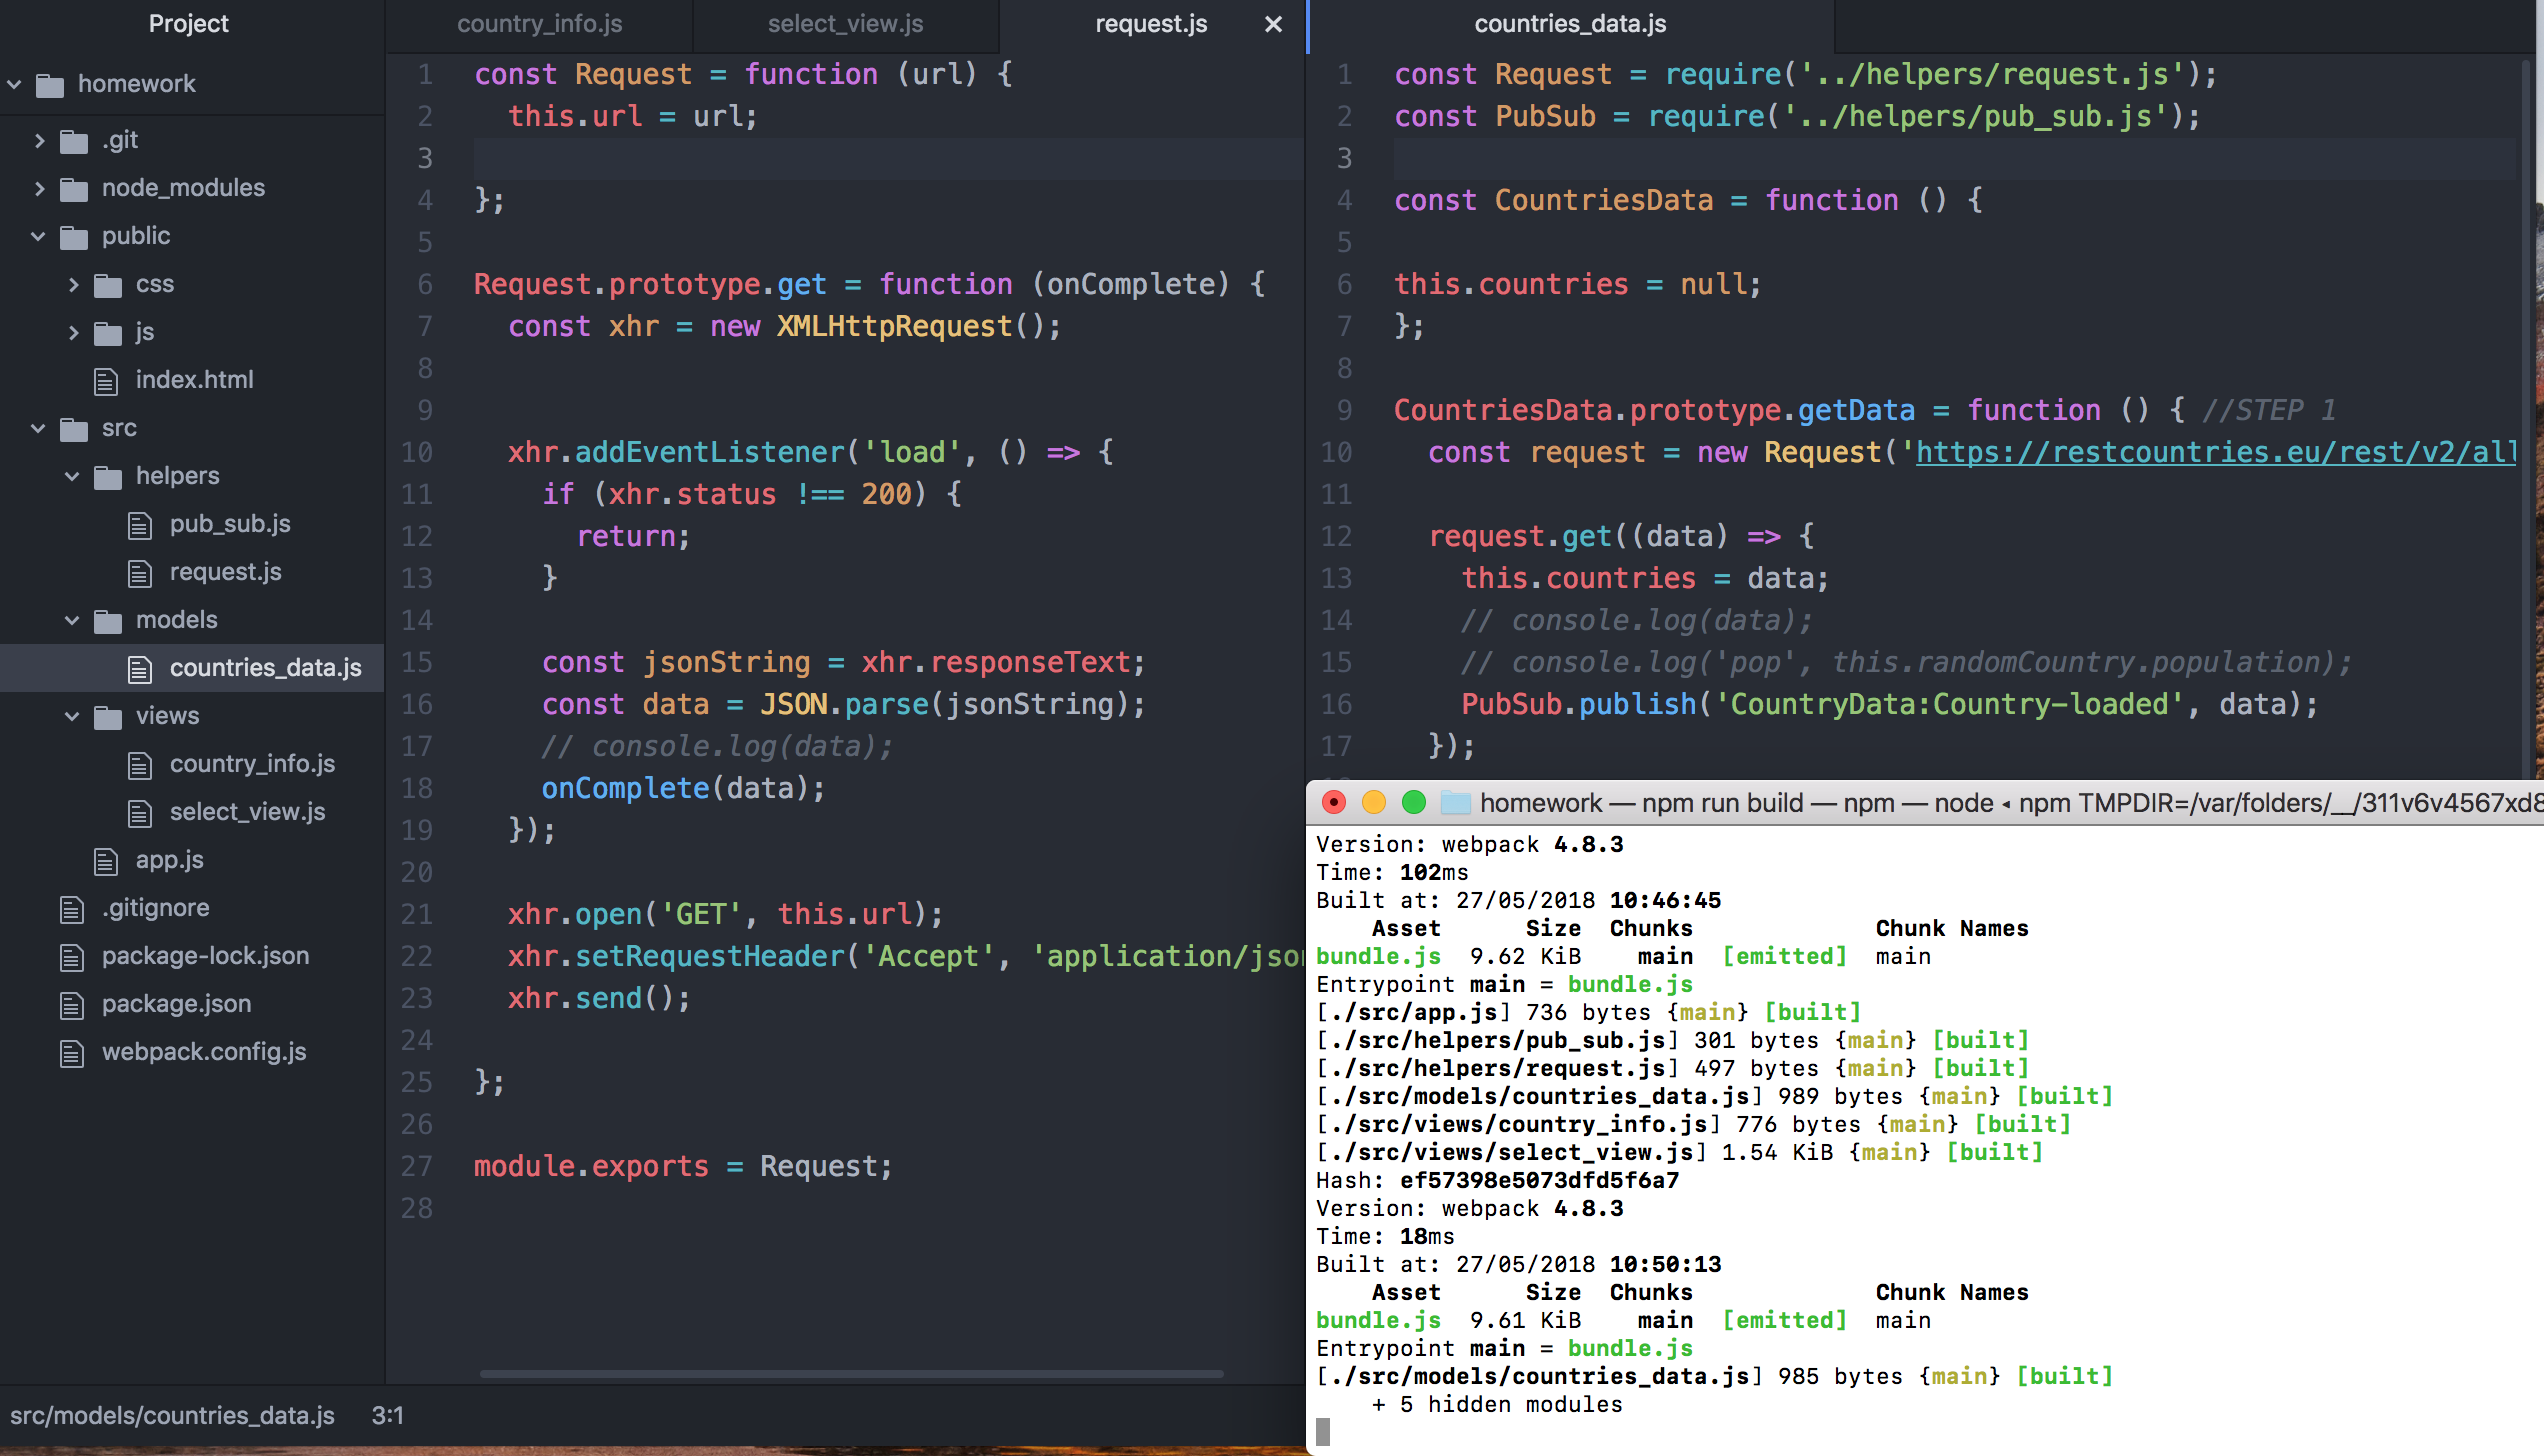 Project
homework
.git
node_modules
public
css
js
index.html
src
helpers
pub_sub.js
request.js
models
countries_data.js
views
country_info.js
select_view.js
app.js
.gitignore
package-lock.json
package.json
webpack.config.js
src/models/countries_data.js 3:1
country_info.js select_view.js request.js ×
1 const Request = function (url) {
2 this.url = url;
3
4 };
5
6 Request.prototype.get = function (onComplete) {
7 const xhr = new XMLHttpRequest();
8
9
10 xhr.addEventListener('load', () => {
11 if (xhr.status !== 200) {
12 return;
13 }
14
15 const jsonString = xhr.responseText;
16 const data = JSON.parse(jsonString);
17 // console.log(data);
18 onComplete(data);
19 });
20
21 xhr.open('GET', this.url);
22 xhr.setRequestHeader('Accept', 'application/jso
23 xhr.send();
24
25 };
26
27 module.exports = Request;
28
countries_data.js
1 const Request = require('../helpers/request.js');
2 const PubSub = require('../helpers/pub_sub.js');
3
4 const CountriesData = function () {
5
6 this.countries = null;
7 };
8
9 CountriesData.prototype.getData = function () { //STEP 1
10 const request = new Request('https://restcountries.eu/rest/v2/all
11
12 request.get((data) => {
13 this.countries = data;
14 // console.log(data);
15 // console.log('pop', this.randomCountry.population);
16 PubSub.publish('CountryData:Country-loaded', data);
17 });
homework — npm run build — npm — node ◂ npm TMPDIR=/var/folders/__/311v6v4567xd8
Version: webpack 4.8.3
Time: 102ms
Built at: 27/05/2018 10:46:45
Asset Size Chunks Chunk Names
bundle.js 9.62 KiB main [emitted] main
Entrypoint main = bundle.js
[./src/app.js] 736 bytes {main} [built]
[./src/helpers/pub_sub.js] 301 bytes {main} [built]
[./src/helpers/request.js] 497 bytes {main} [built]
[./src/models/countries_data.js] 989 bytes {main} [built]
[./src/views/country_info.js] 776 bytes {main} [built]
[./src/views/select_view.js] 1.54 KiB {main} [built]
Hash: ef57398e5073dfd5f6a7
Version: webpack 4.8.3
Time: 18ms
Built at: 27/05/2018 10:50:13
Asset Size Chunks Chunk Names
bundle.js 9.61 KiB main [emitted] main
Entrypoint main = bundle.js
[./src/models/countries_data.js] 985 bytes {main} [built]
+ 5 hidden modules